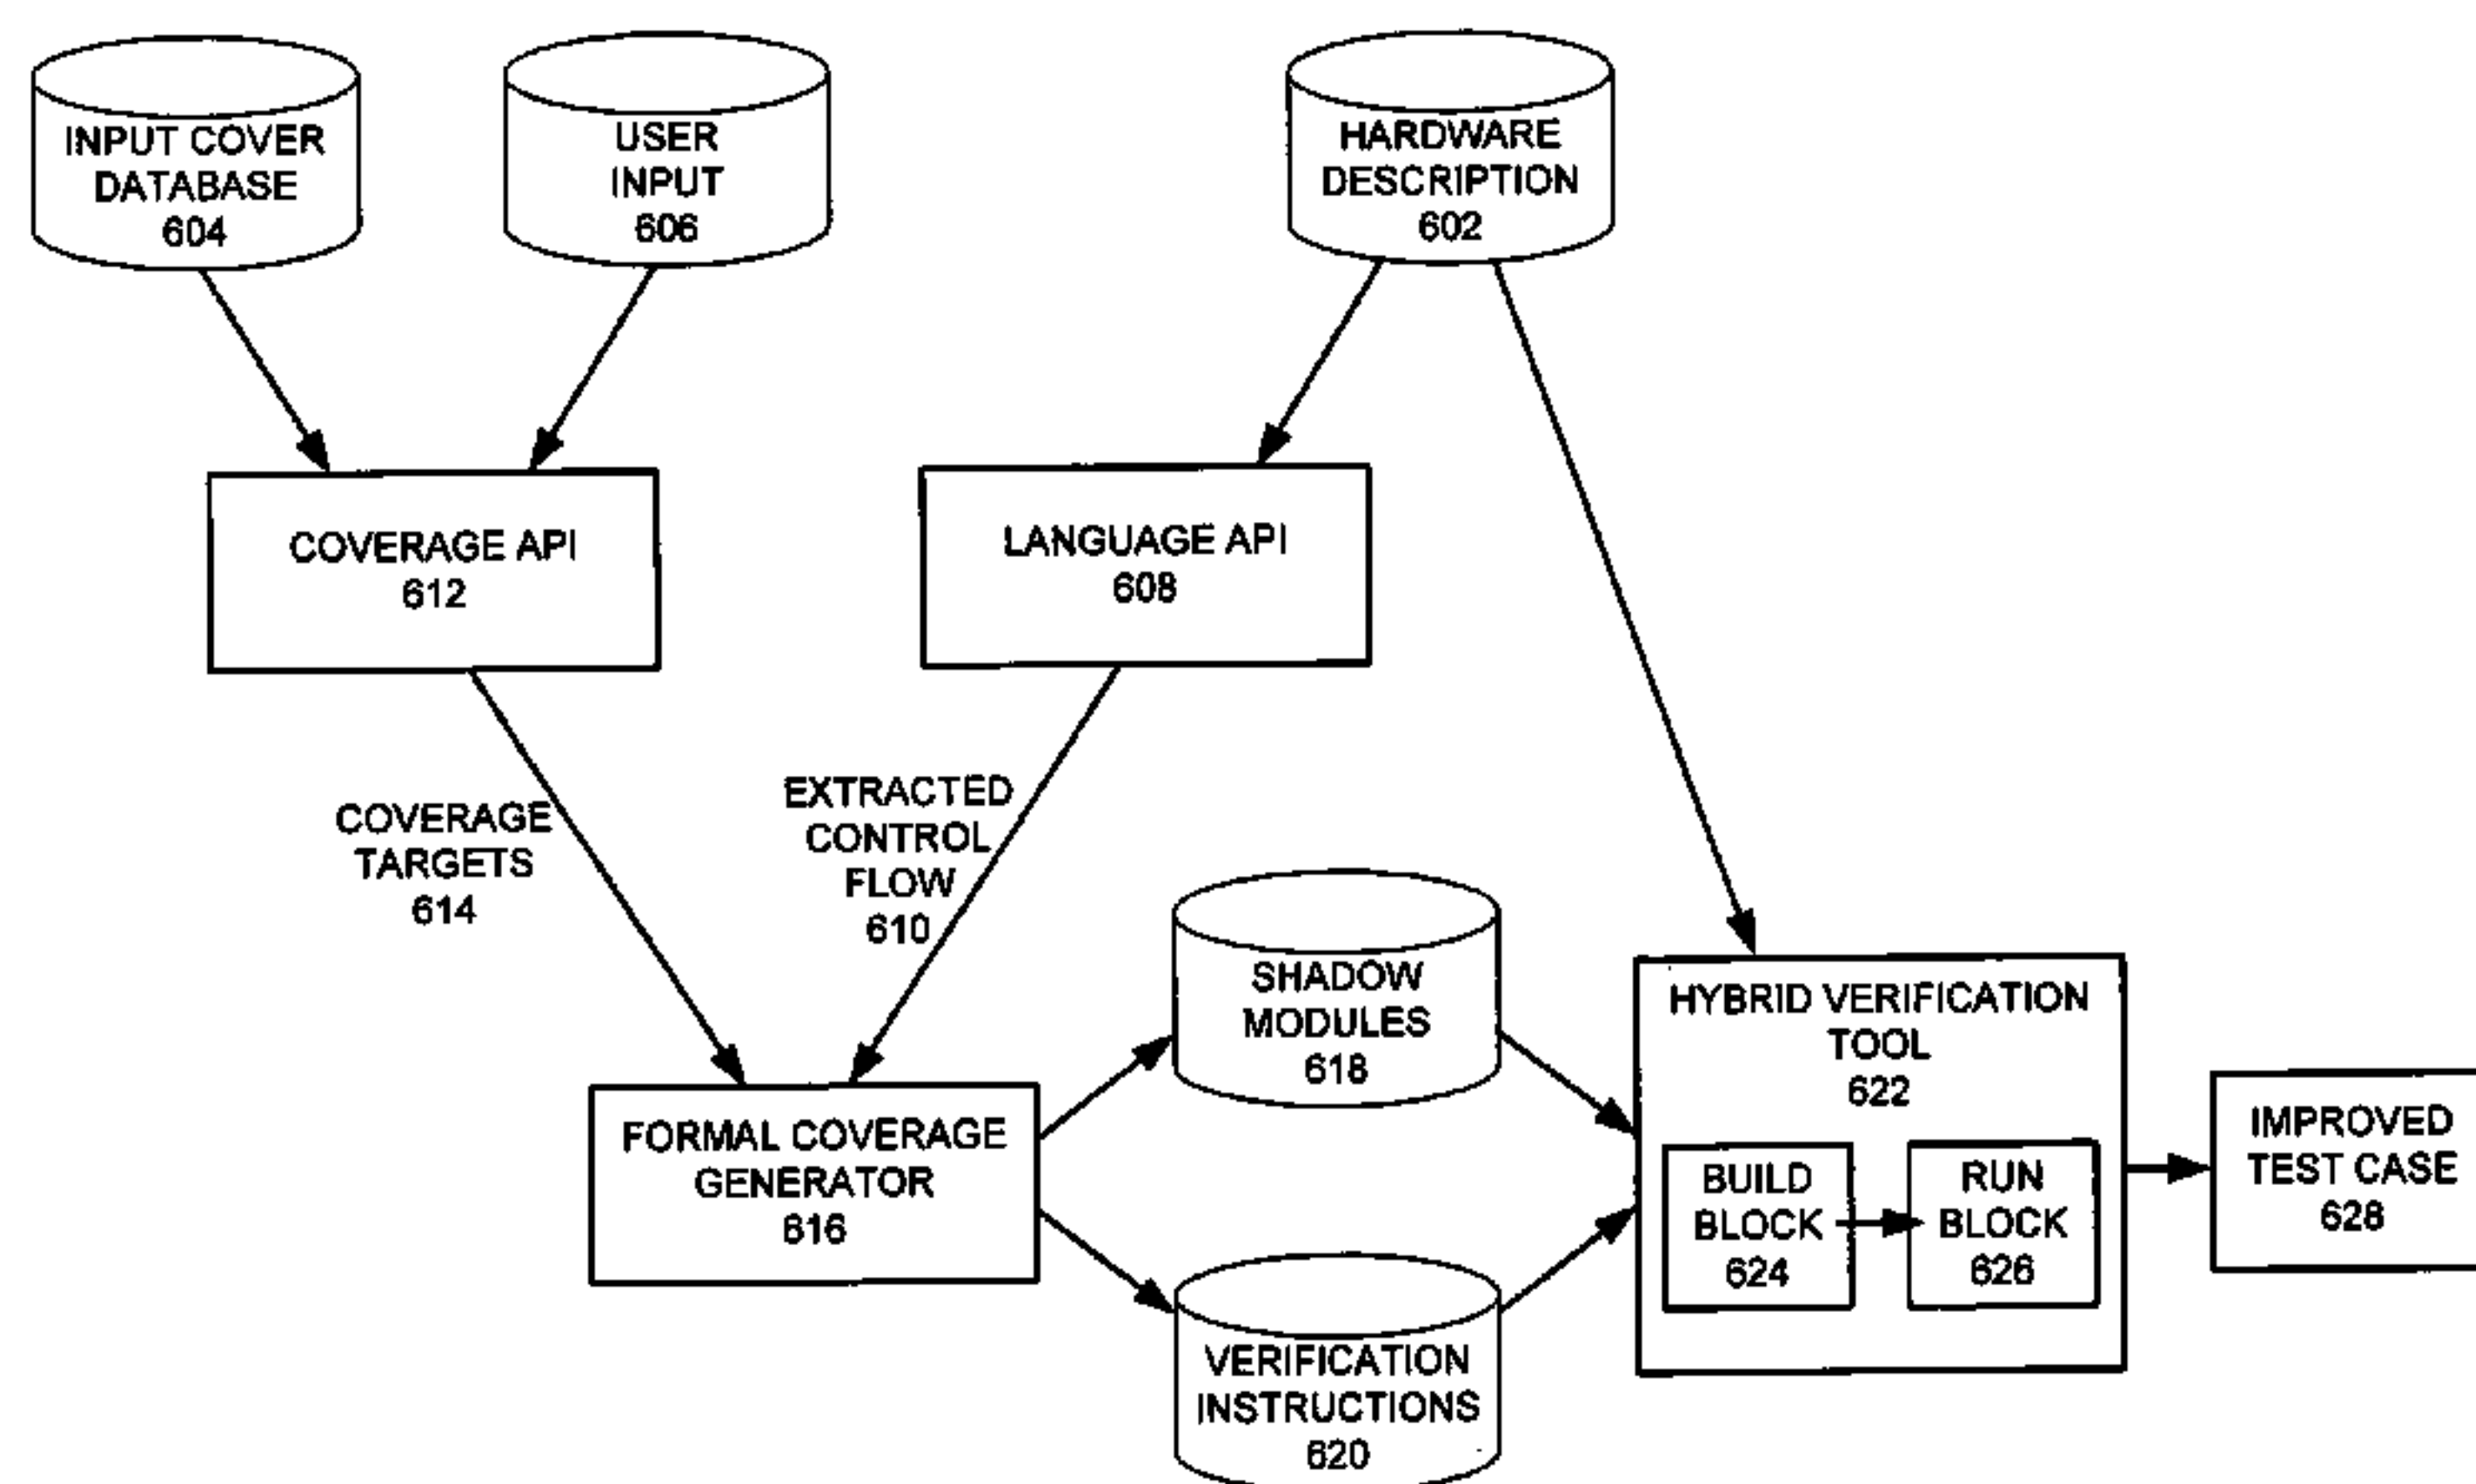 INPUT COVER
DATABASE
604
USER
INPUT
606
HARDWARE
DESCRIPTION
602
COVERAGE API
612
LANGUAGE API
608
COVERAGE
TARGETS
614
EXTRACTED
CONTROL
FLOW
610
SHADOW
MODULES
618
FORMAL COVERAGE
GENERATOR
616
VERIFICATION
INSTRUCTIONS
620
HYBRID VERIFICATION
TOOL
622
BUILD
BLOCK
624
RUN
BLOCK
626
IMPROVED
TEST CASE
628